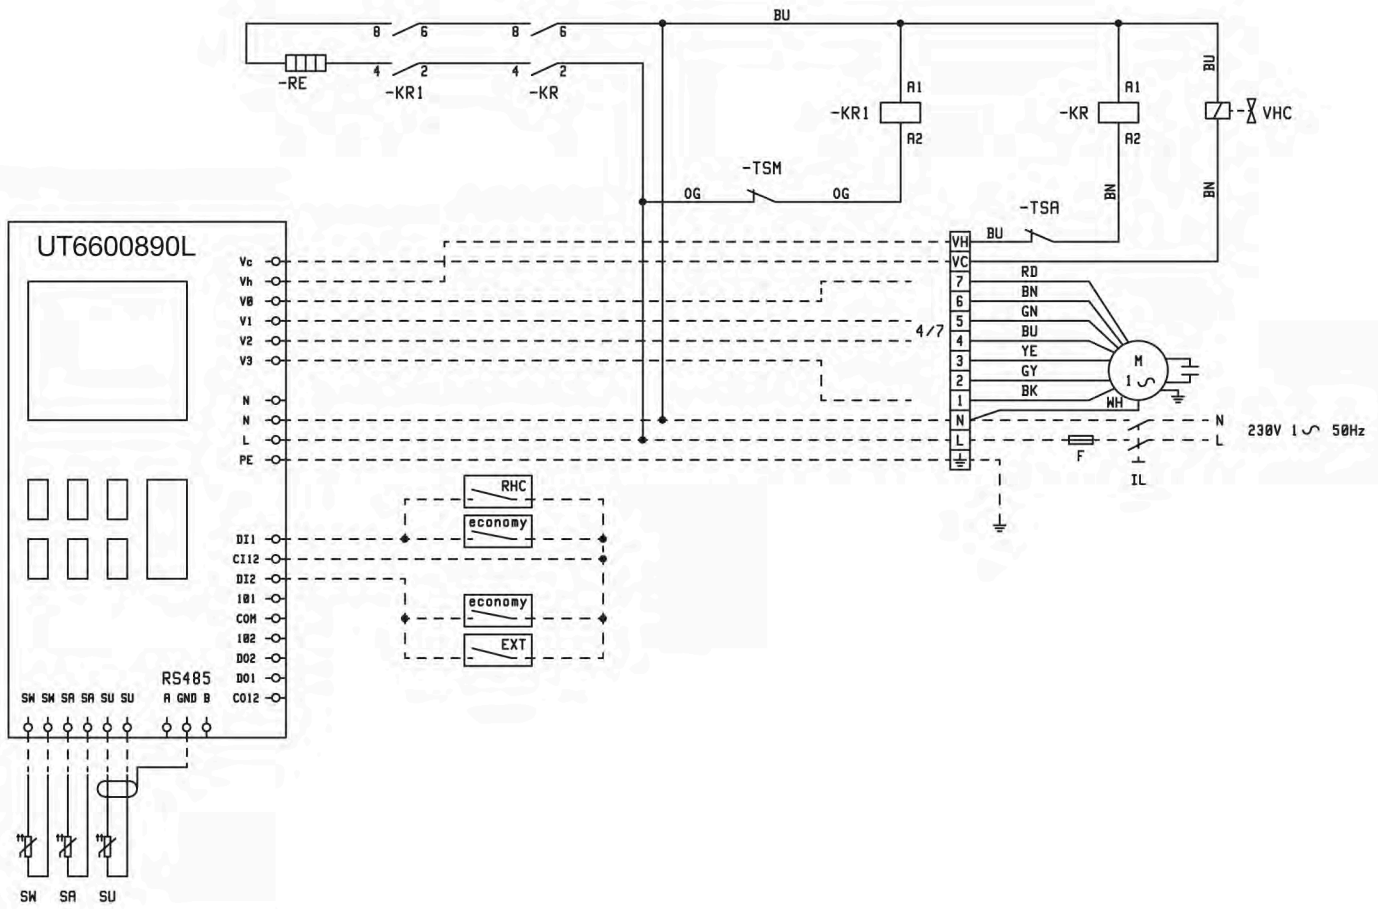 BU
8 6 8 6
4 2 4 2
-RE
-KR1
-KR
A1
-KR1
A2
A1
-KR
A2
BU
VHC
BN
BN
-TSM
OG
OG
-TSA
BU
UT6600890L
Vc
Vh
V0
V1
V2
V3
N
N
L
PE
DI1
CI12
DI2
101
COM
102
DO2
DO1
CO12
VH
VC
7
6
5
4
3
2
1
N
L
4/7
RD
BN
GN
BU
YE
GY
BK
WH
M
1
F
IL
N
L
230V 1 50Hz
RHC
economy
economy
EXT
RS485
SW SW SA SA SU SU A GND B
SW SA SU